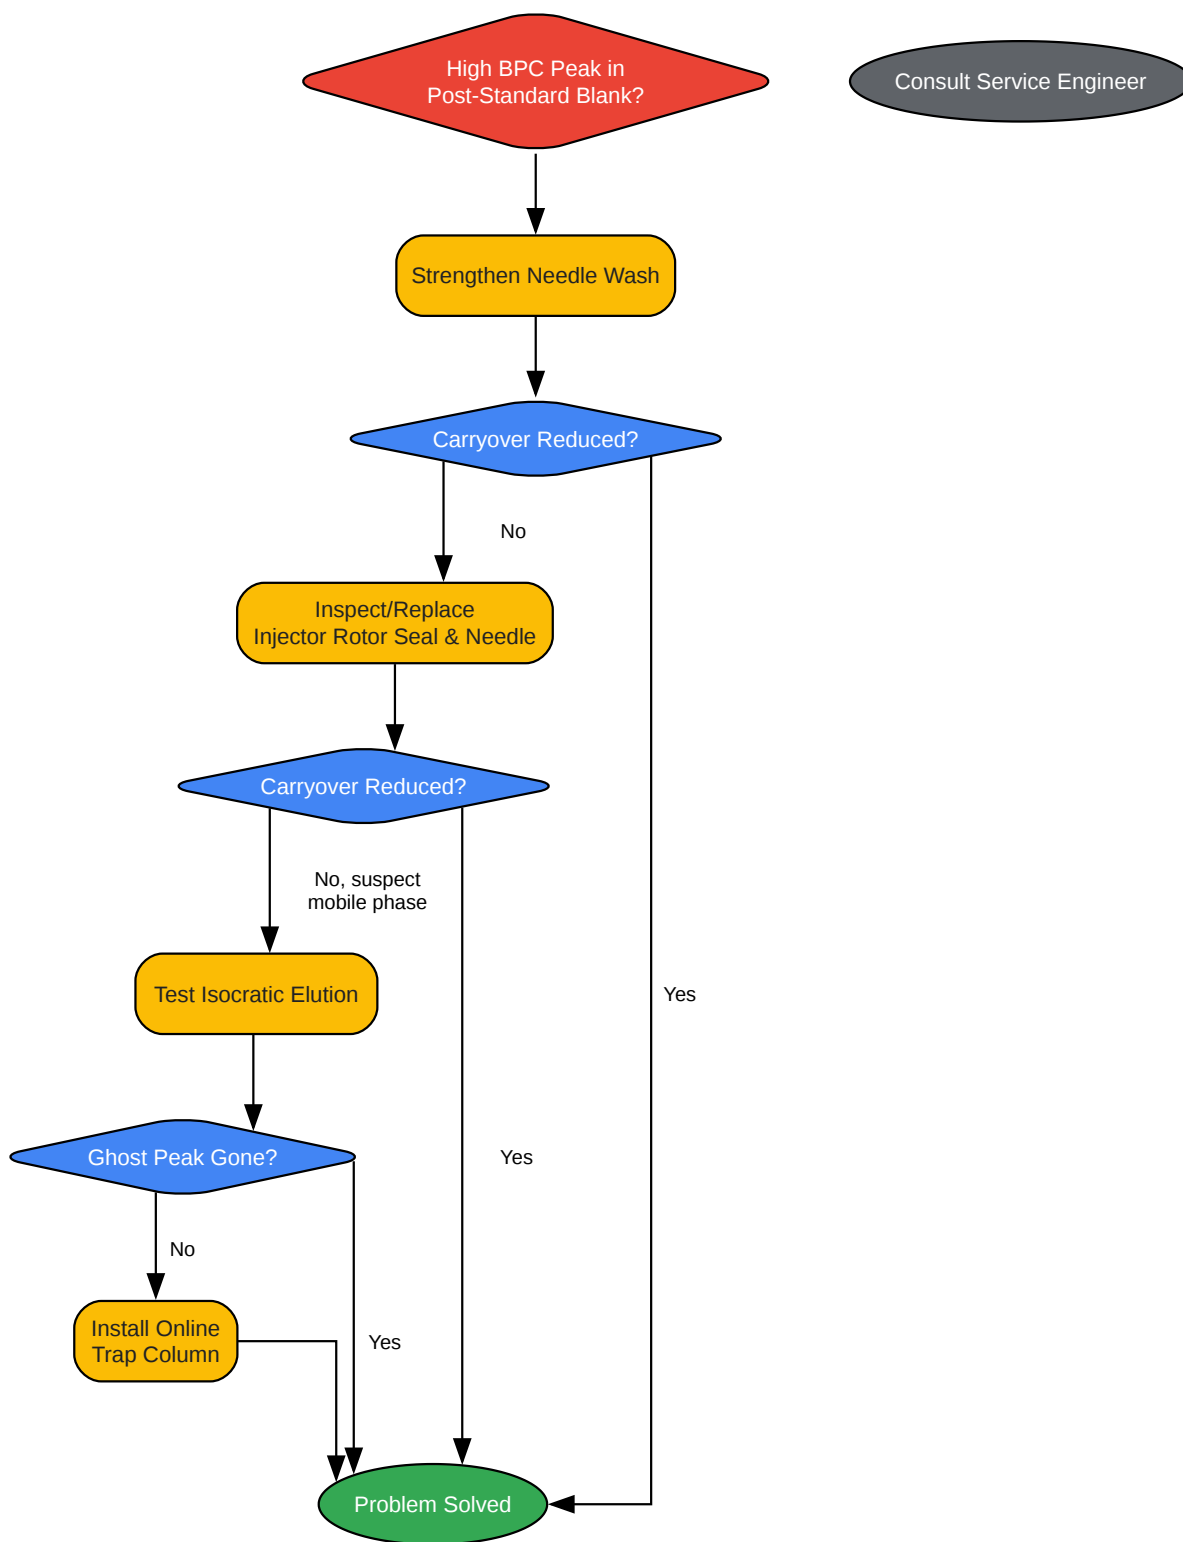 High BPC Peak in
Post-Standard Blank?
Consult Service Engineer
Strengthen Needle Wash
Carryover Reduced?
No
Inspect/Replace
Injector Rotor Seal & Needle
Carryover Reduced?
No, suspect
mobile phase
Test Isocratic Elution
Yes
Ghost Peak Gone?
Yes
No
Install Online
Trap Column
Yes
Problem Solved